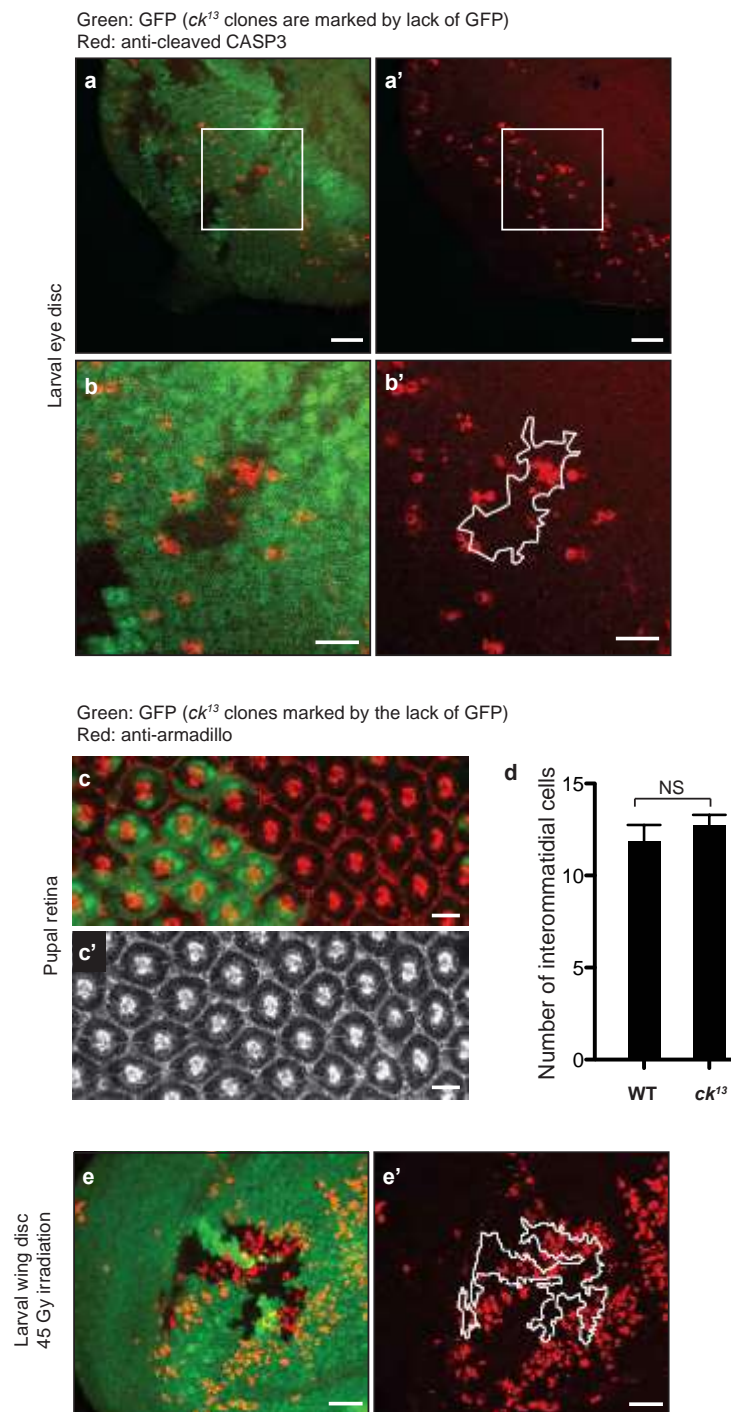 Green: GFP (ck13 clones are marked by lack of GFP)
Red: anti-cleaved CASP3
a
a’
Larval eye disc
b
b’
Green: GFP (ck13 clones marked by the lack of GFP)
Red: anti-armadillo
c
Pupal retina
c’
d
NS
Number of interommatidial cells
15
10
5
0
WT
ck13
Larval wing disc
45 Gy irradiation
e
e’